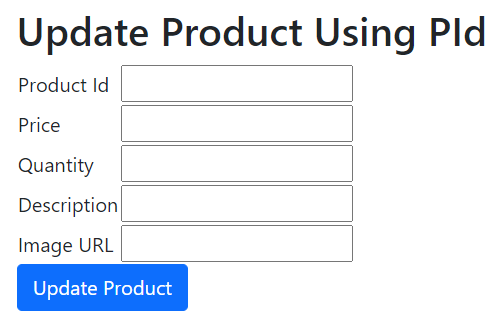 Update Product Using PId
Product Id
Price
Quantity
Description
Image URL
Update Product